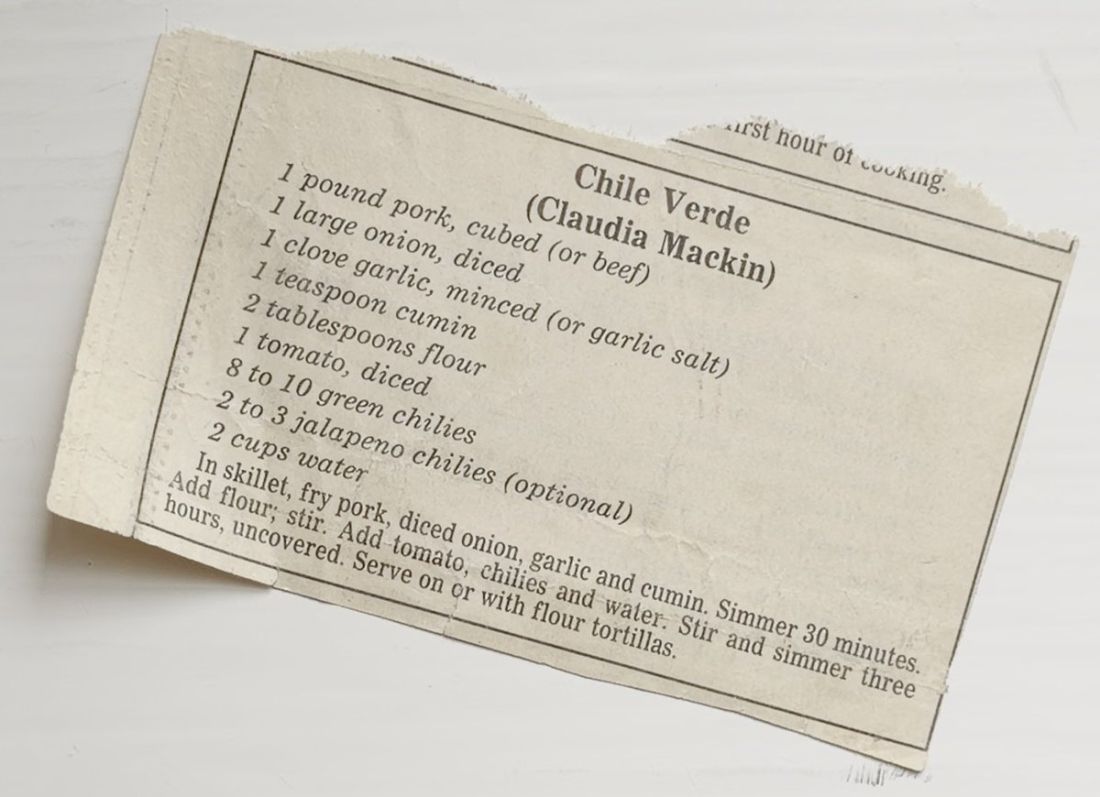 first hour of cooking.
Chile Verde
(Claudia Mackin)
1 pound pork, cubed (or beef)
1 large onion, diced
1 clove garlic, minced (or garlic salt)
1 teaspoon cumin
2 tablespoons flour
1 tomato, diced
8 to 10 green chilies
2 to 3 jalapeno chilies (optional)
2 cups water
In skillet, fry pork, diced onion, garlic and cumin. Simmer 30 minutes.
Add flour; stir. Add tomato, chilies and water. Stir and simmer three
hours, uncovered. Serve on or with flour tortillas.